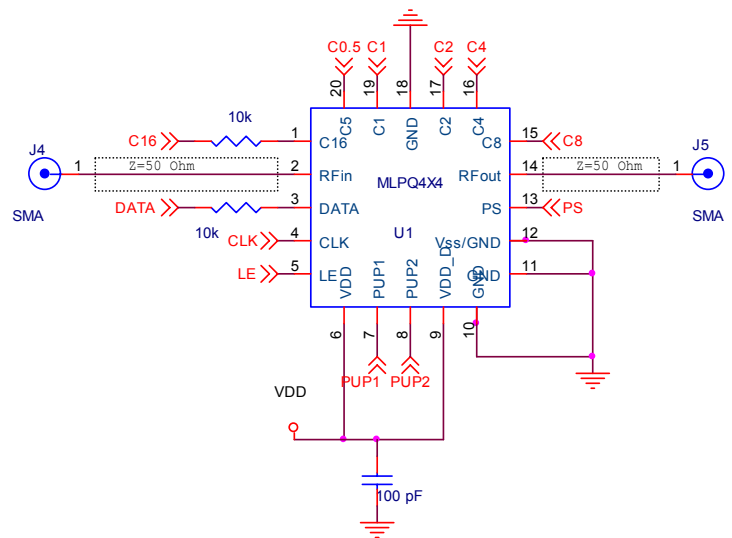 C0.5 C1 C2 C4
20 19 18 17 16
10k
C5 C1 GND C2 C4
C16 1 C16 C8 15 C8
J4 J5
1 Z=50 Ohm 2 RFin RFout 14 Z=50 Ohm 1
MLPQ4X4
SMA DATA 3 DATA PS 13 PS SMA
10k U1
CLK 4 CLK Vss/GND 12
LE 5 LE GND 11
VDD PUP1 PUP2 VDD_D GND
6 7 8 9 10
PUP1 PUP2
VDD
100 pF